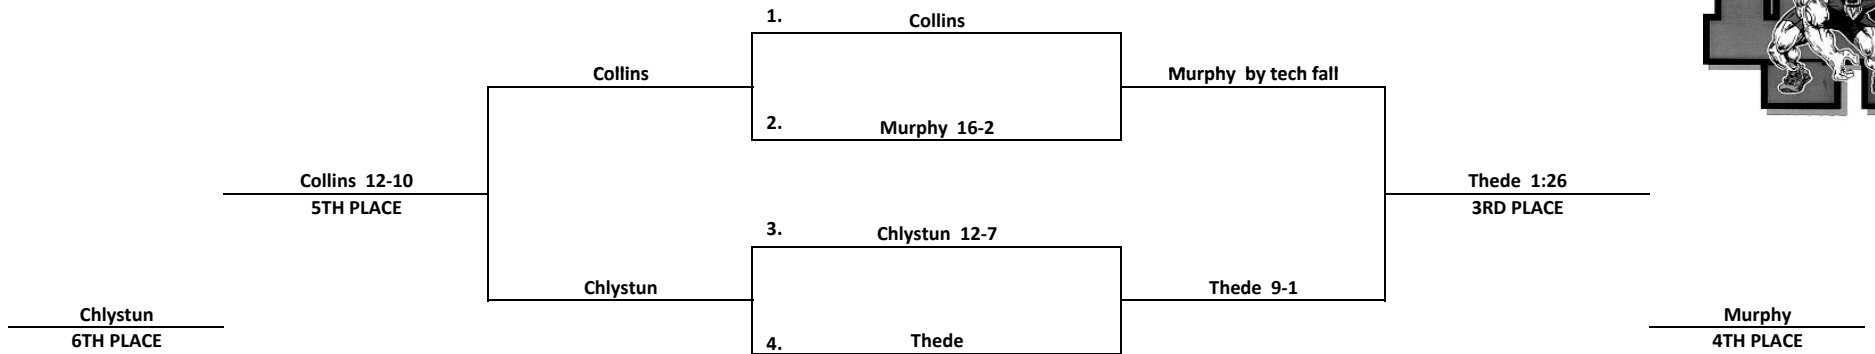 1.
Collins
Collins
Murphy by tech fall
2.
Murphy 16-2
Collins 12-10
5TH PLACE
Thede 1:26
3RD PLACE
3.
Chlystun 12-7
Chlystun
Thede 9-1
Chlystun
6TH PLACE
4.
Thede
Murphy
4TH PLACE